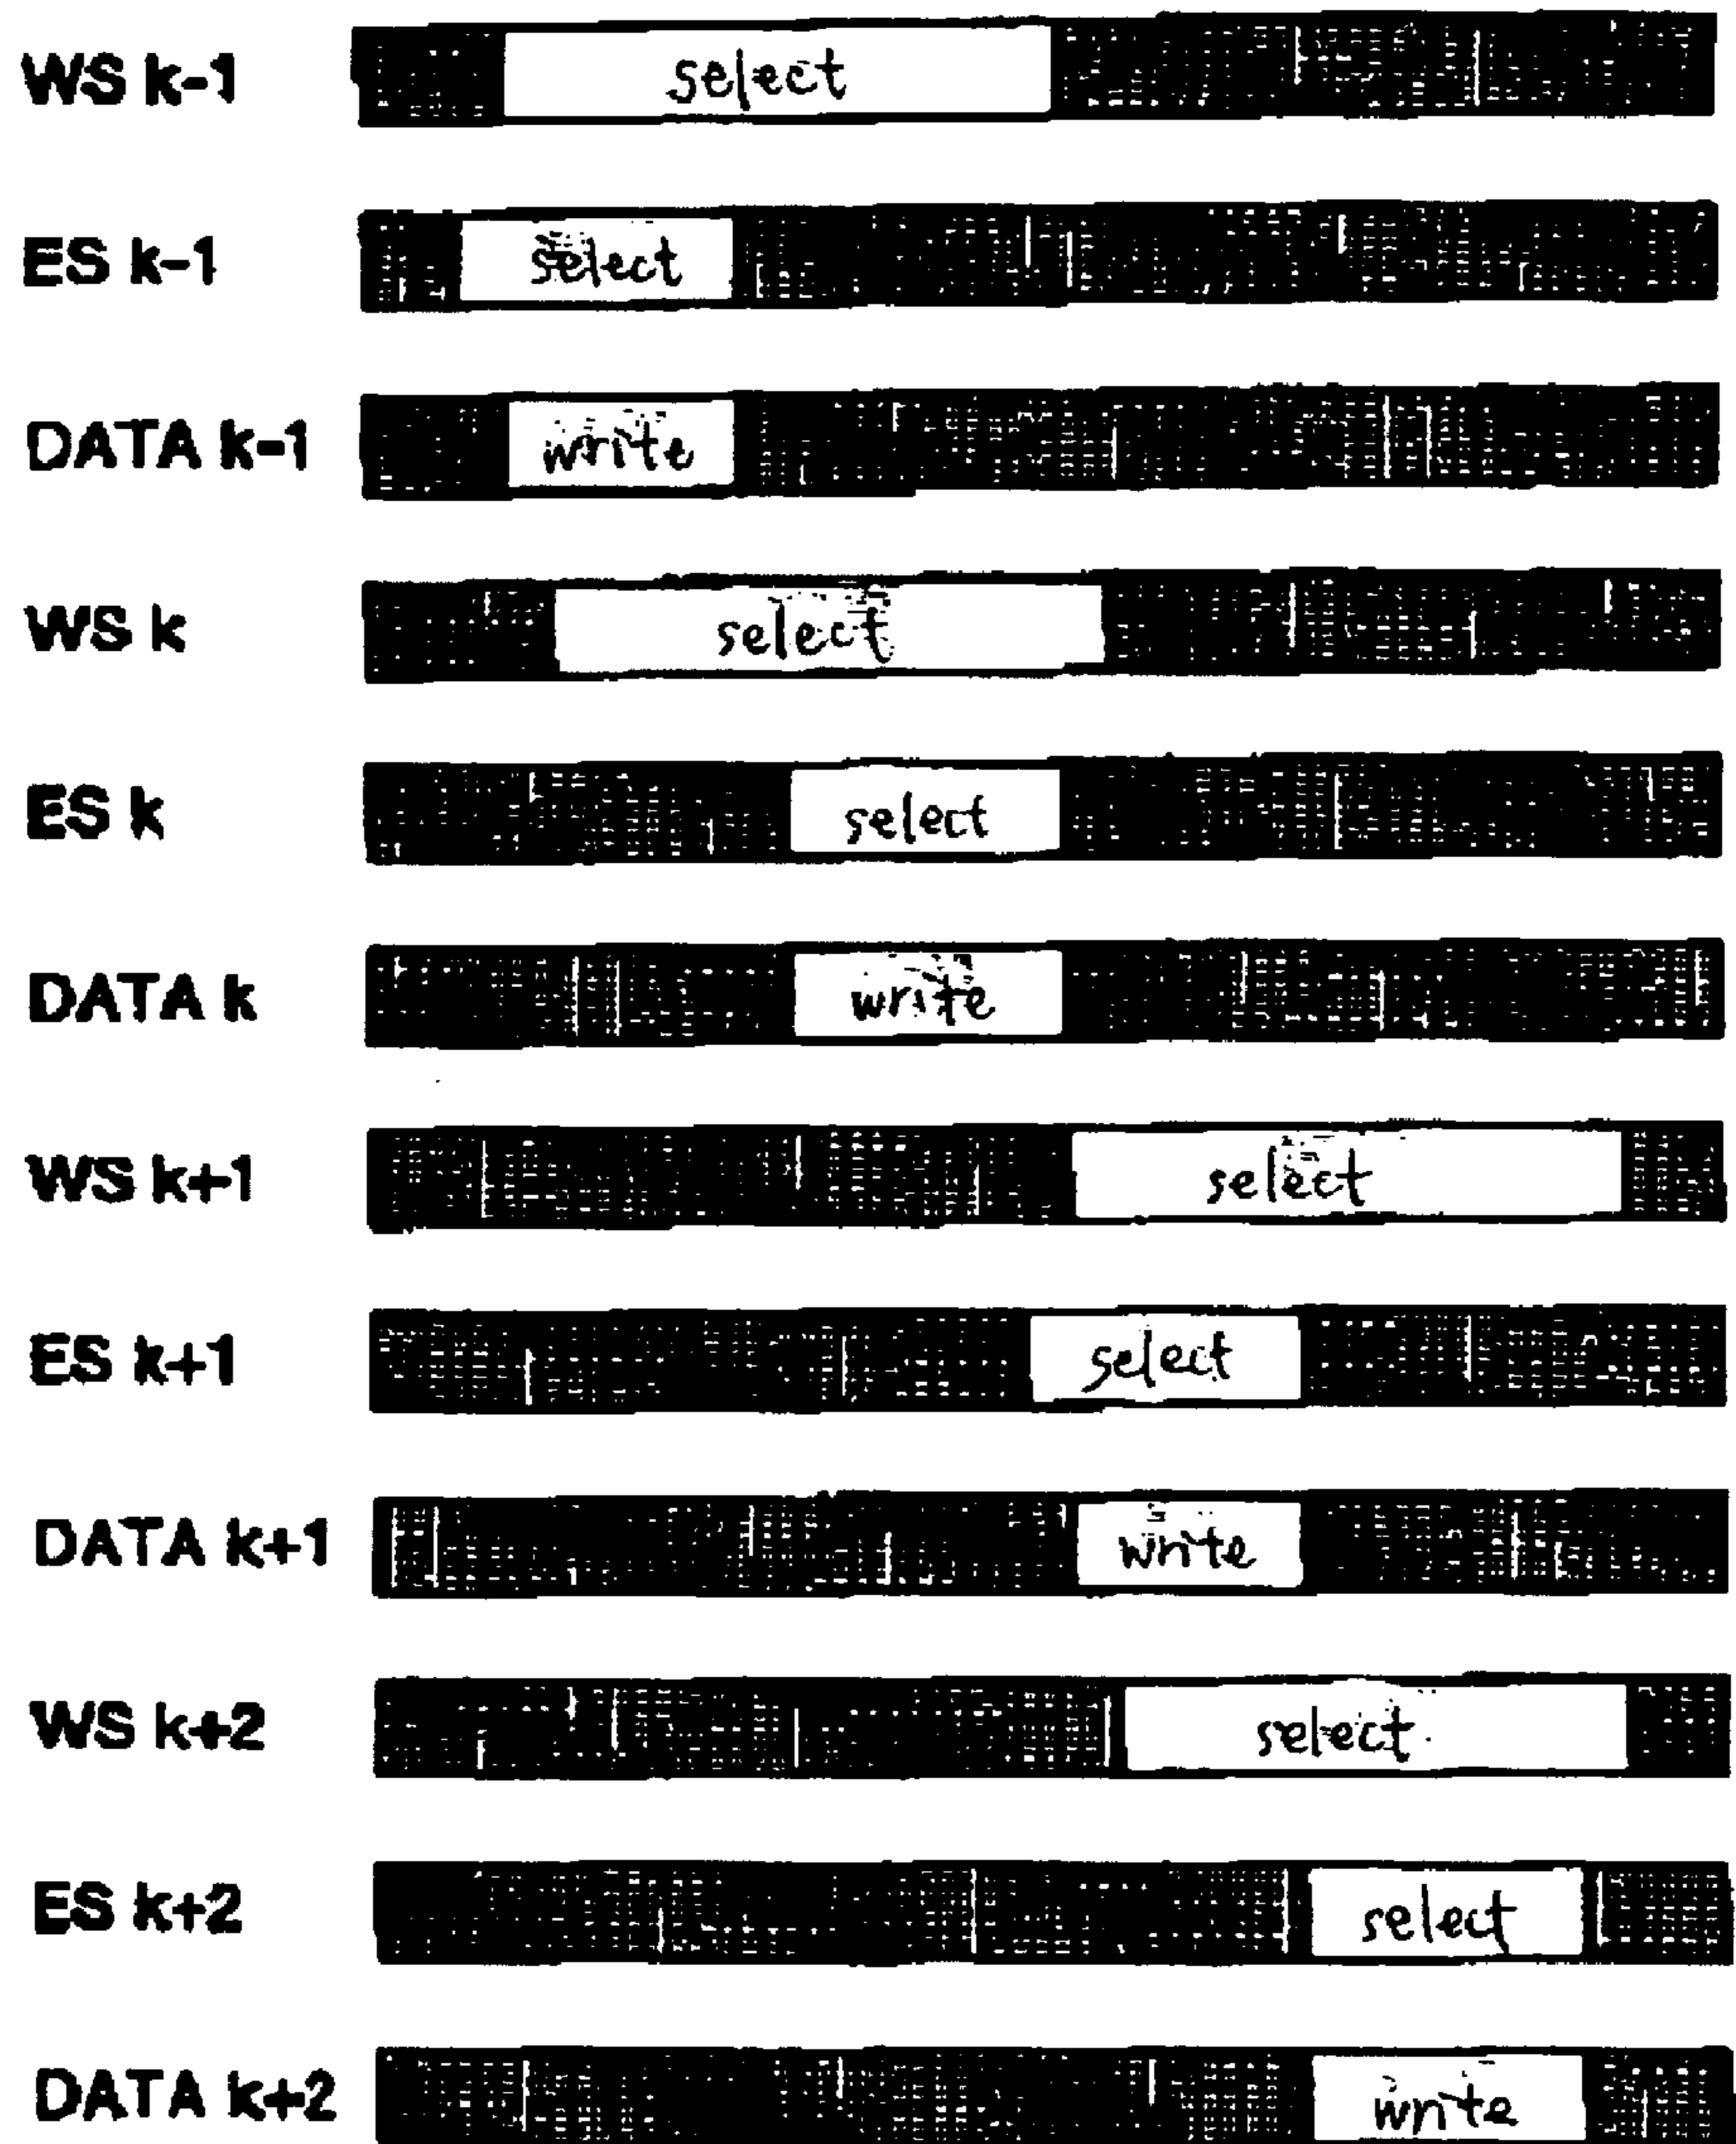 WS k-1 select
ES k-1 select
DATA k-1 write
WS k select
ES k select
DATA k write
WS k+1 select
ES k+1 select
DATA k+1 write
WS k+2 select
ES k+2 select
DATA k+2 write